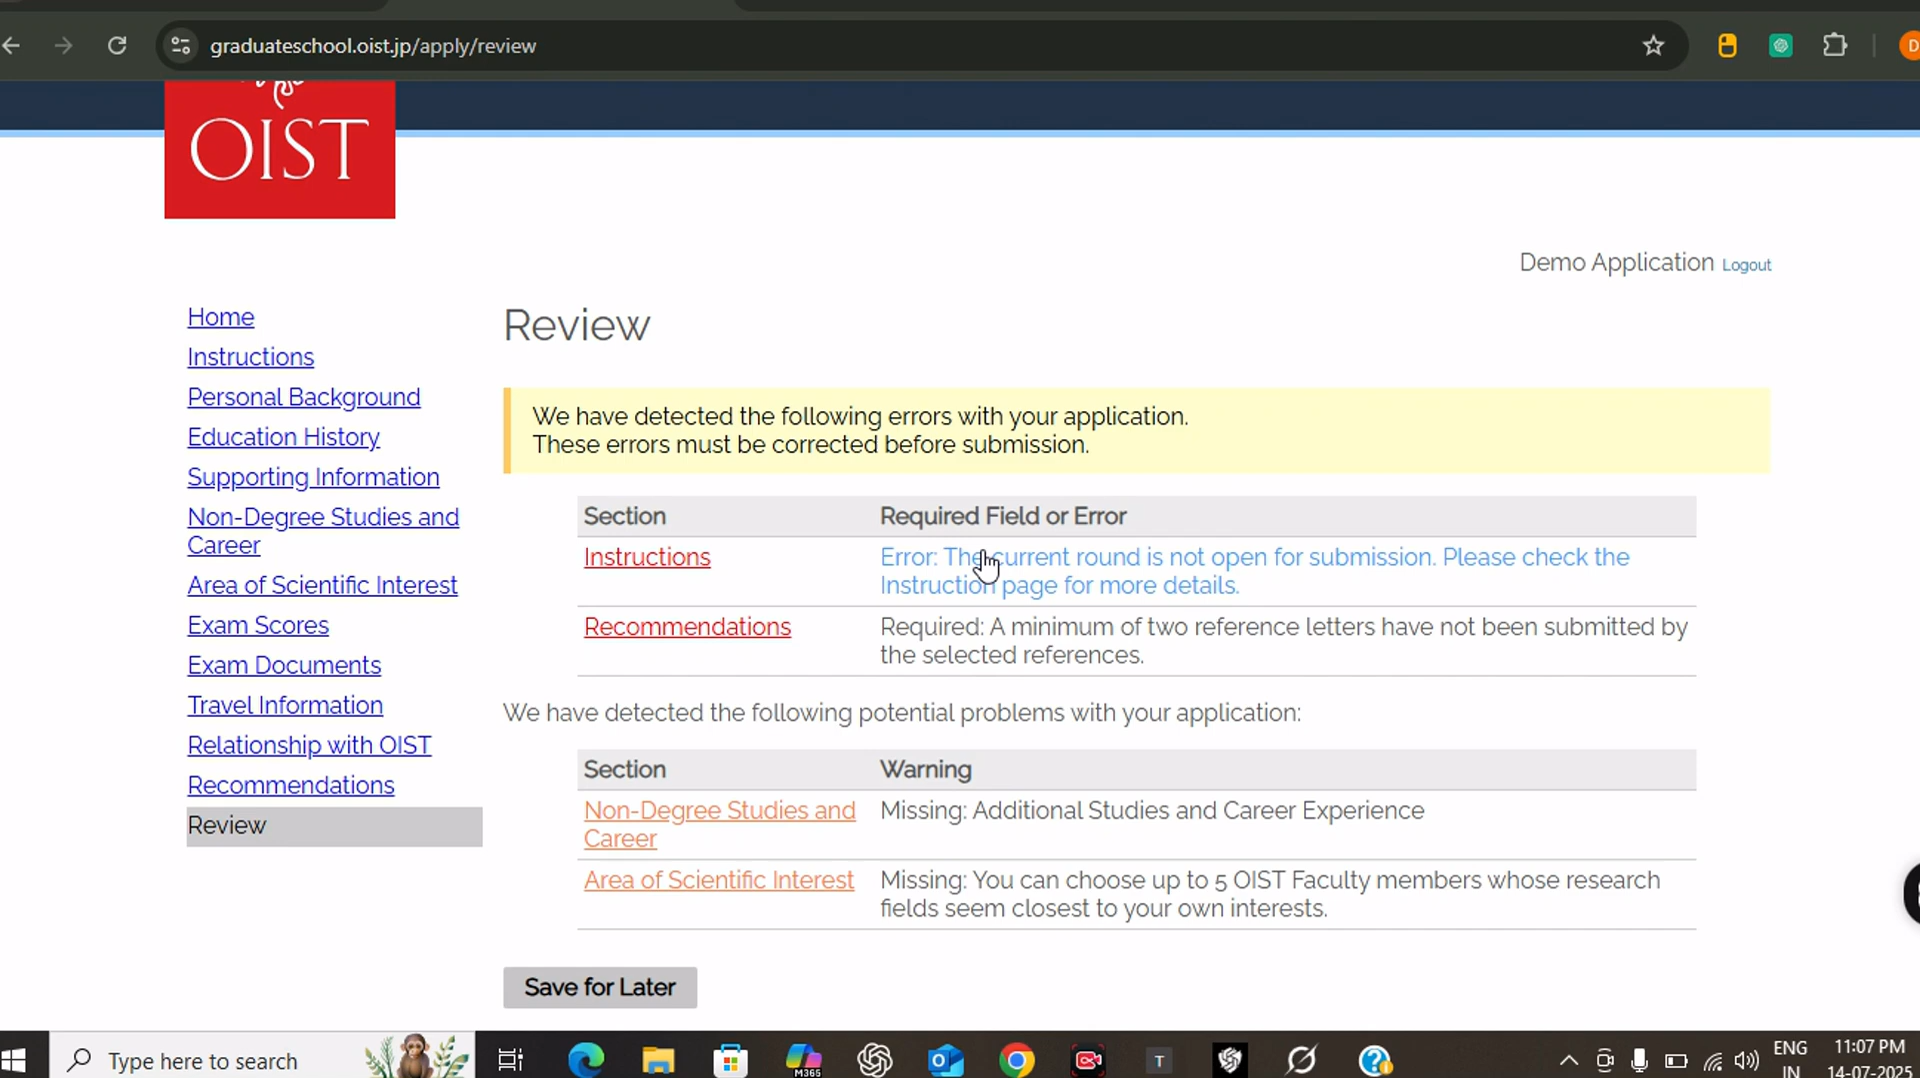 graduateschool.oist.jp/apply/review
D
OIST
Demo Application Logout
Home
Instructions
Personal Background
Education History
Supporting Information
Non-Degree Studies and
Career
Area of Scientific Interest
Exam Scores
Exam Documents
Travel Information
Relationship with OIST
Recommendations
Review
Review
We have detected the following errors with your application.
These errors must be corrected before submission.
Section Required Field or Error
Instructions Error: The current round is not open for submission. Please check the
Instruction page for more details.
Recommendations Required: A minimum of two reference letters have not been submitted by
the selected references.
We have detected the following potential problems with your application:
Section Warning
Non-Degree Studies and Missing: Additional Studies and Career Experience
Career
Area of Scientific Interest Missing: You can choose up to 5 OIST Faculty members whose research
fields seem closest to your own interests.
Save for Later
Type here to search
M365
T
ENG
IN
11:07 PM
14-07-2025